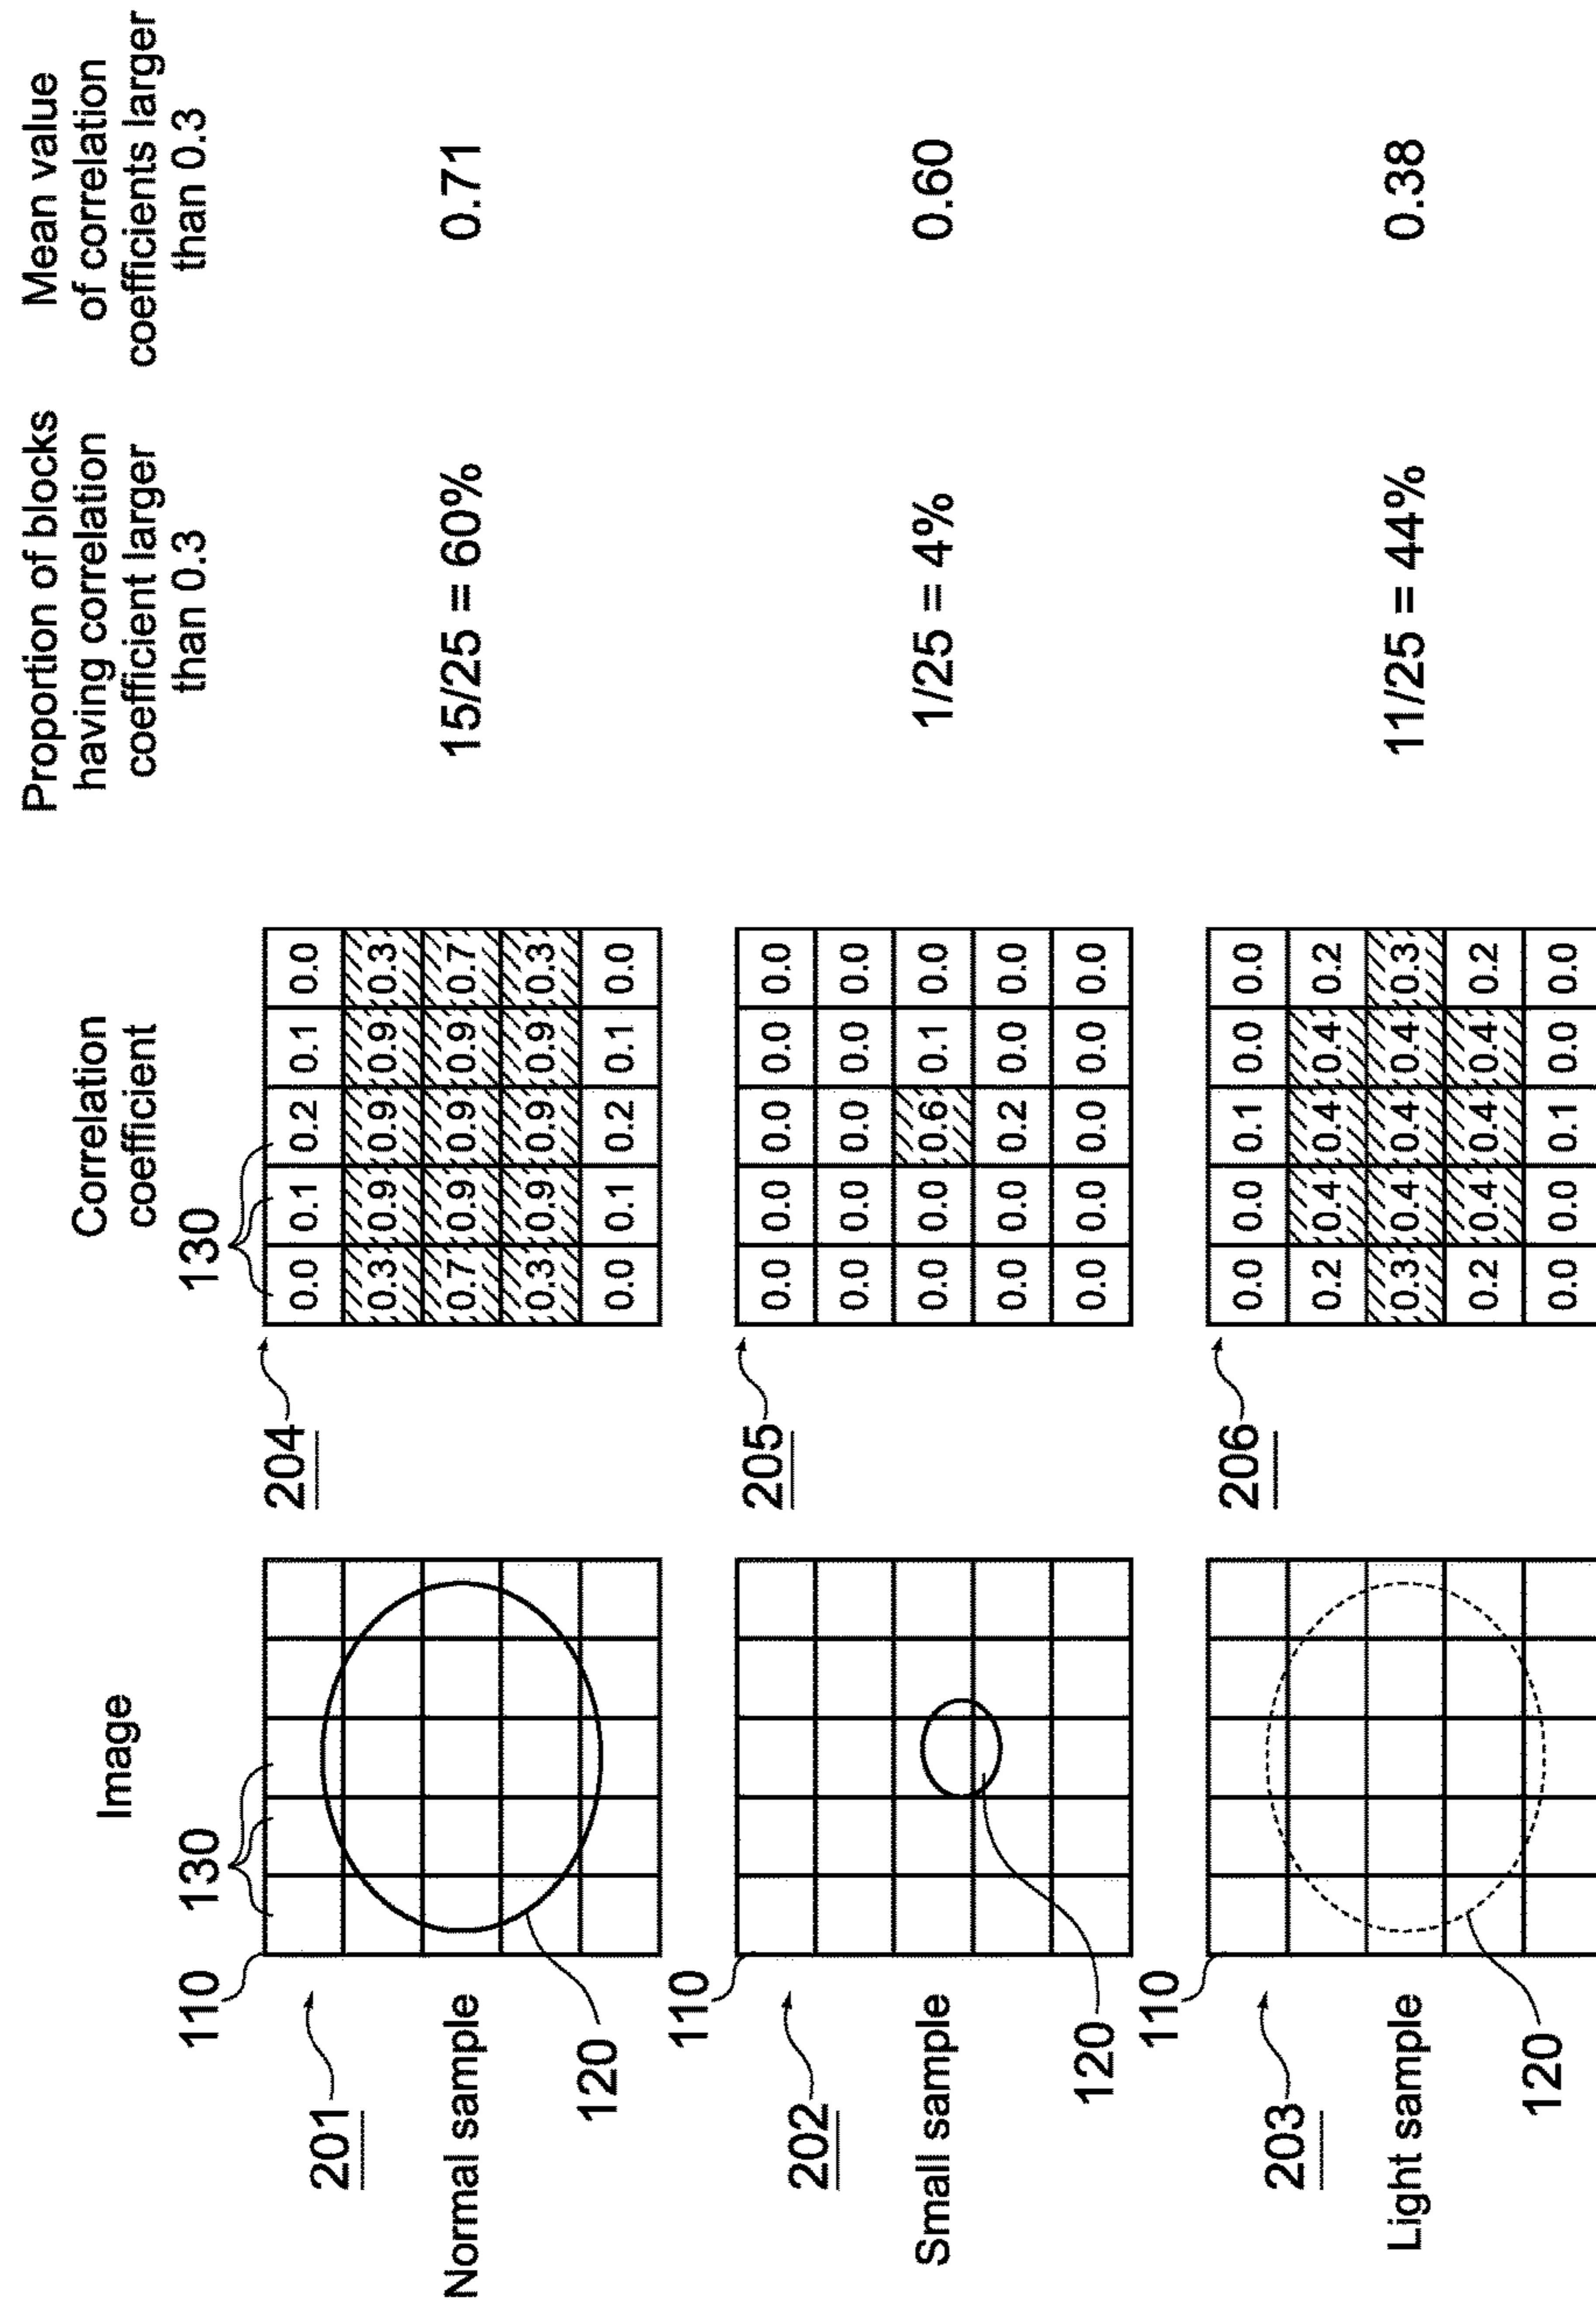 Image
Correlation
coefficient
Proportion of blocks
having correlation
coefficient larger
than 0.3
Mean value
of correlation
coefficients larger
than 0.3
110
130
201
Normal sample
120
130
204
0.0 0.1 0.2 0.1 0.0
0.3 0.9 0.9 0.9 0.3
0.7 0.9 0.9 0.9 0.7
0.3 0.9 0.9 0.9 0.3
0.0 0.1 0.2 0.1 0.0
15/25 = 60%
0.71
110
202
Small sample
120
205
0.0 0.0 0.0 0.0 0.0
0.0 0.0 0.0 0.0 0.0
0.0 0.0 0.6 0.1 0.0
0.0 0.0 0.2 0.0 0.0
0.0 0.0 0.0 0.0 0.0
1/25 = 4%
0.60
110
203
Light sample
120
206
0.0 0.0 0.1 0.0 0.0
0.2 0.4 0.4 0.4 0.2
0.3 0.4 0.4 0.4 0.3
0.2 0.4 0.4 0.4 0.2
0.0 0.0 0.1 0.0 0.0
11/25 = 44%
0.38